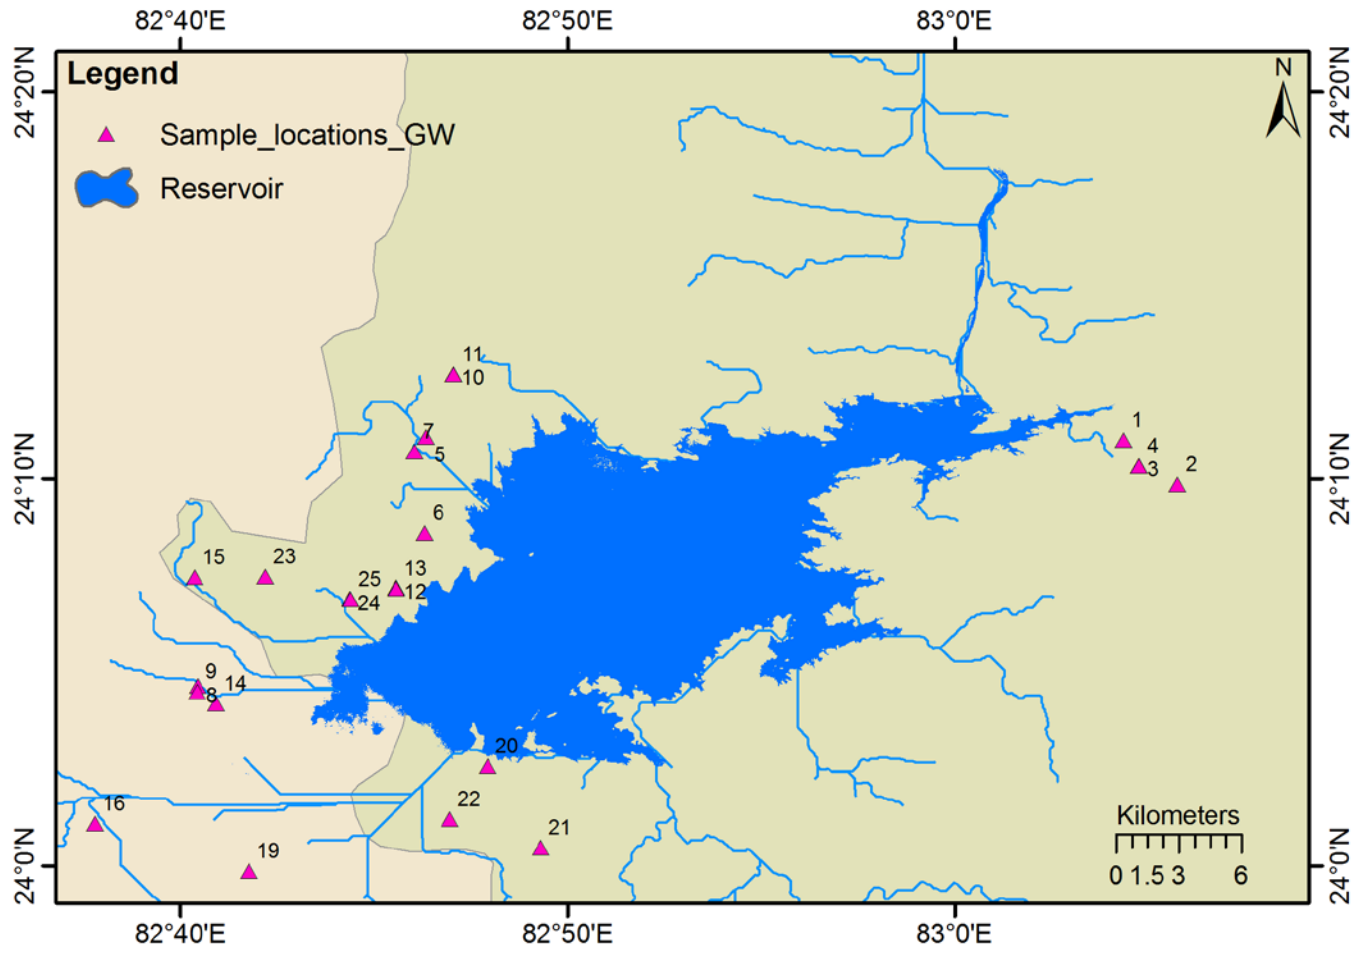 82°40'E 82°50'E 83°0'E
Legend
N
24°20'N
24°20'N
Sample_locations_GW
Reservoir
11
10
7
5
1
4
3
2
24°10'N
24°10'N
6
15
23
25
24
13
12
9
8
14
20
16
22
21
19
Kilometers
0 1.5 3 6
24°0'N
24°0'N
82°40'E 82°50'E 83°0'E